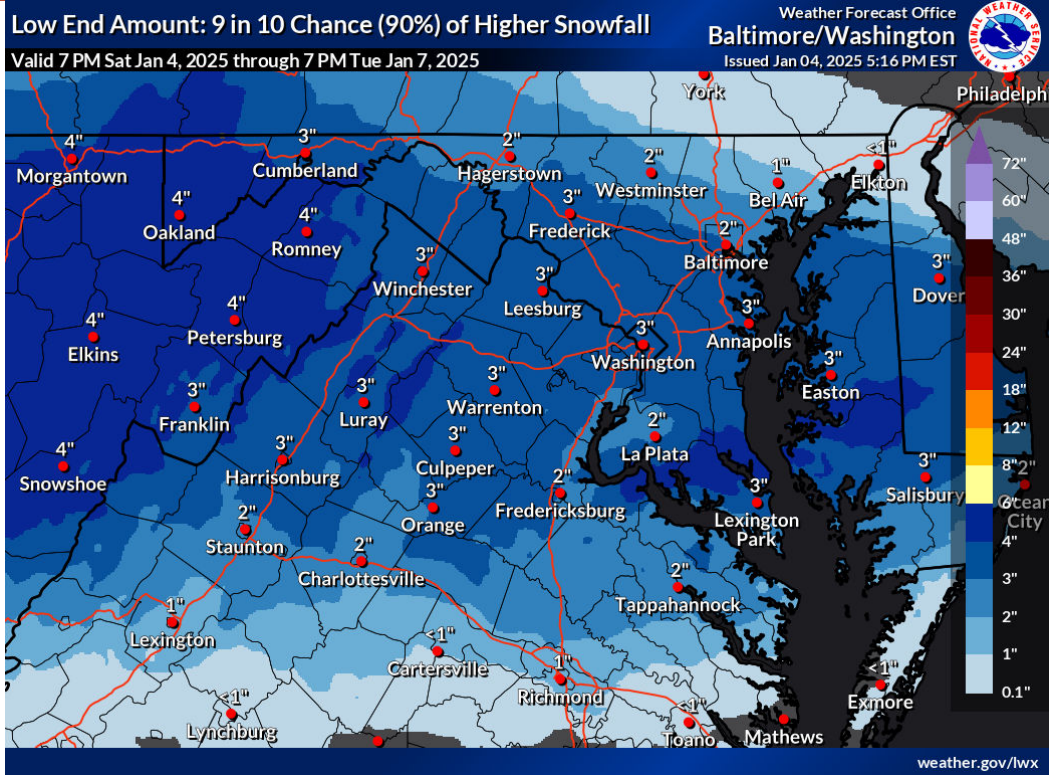 Low End Amount: 9 in 10 Chance (90%) of Higher Snowfall
Valid 7 PM Sat Jan 4, 2025 through 7 PM Tue Jan 7, 2025
Weather Forecast Office
Baltimore/Washington
Issued Jan 04, 2025 5:16 PM EST
NATIONAL WEATHER SERVICE
York
Philadelph
4"
Morgantown
3"
Cumberland
2"
Hagerstown
2"
Westminster
1"
Bel Air
<1"
Elkton
4"
Oakland
4"
Romney
3"
Frederick
2"
Baltimore
3"
Winchester
3"
Leesburg
3"
Dover
4"
Elkins
4"
Petersburg
3"
Washington
3"
Annapolis
3"
Franklin
3"
Luray
3"
Warrenton
3"
Easton
4"
Snowshoe
3"
Harrisonburg
3"
Culpeper
2"
La Plata
3"
Orange
2"
Fredericksburg
3"
Lexington
Park
3"
Salisbury
2"
Ocean
City
2"
Staunton
2"
Charlottesville
2"
Tappahannock
1"
Lexington
<1"
Cartersville
1"
Richmond
<1"
Exmore
<1"
Lynchburg
<1"
Toano
Mathews
72"
60"
48"
36"
30"
24"
18"
12"
8"
6"
4"
3"
2"
1"
0.1"
weather.gov/lwx